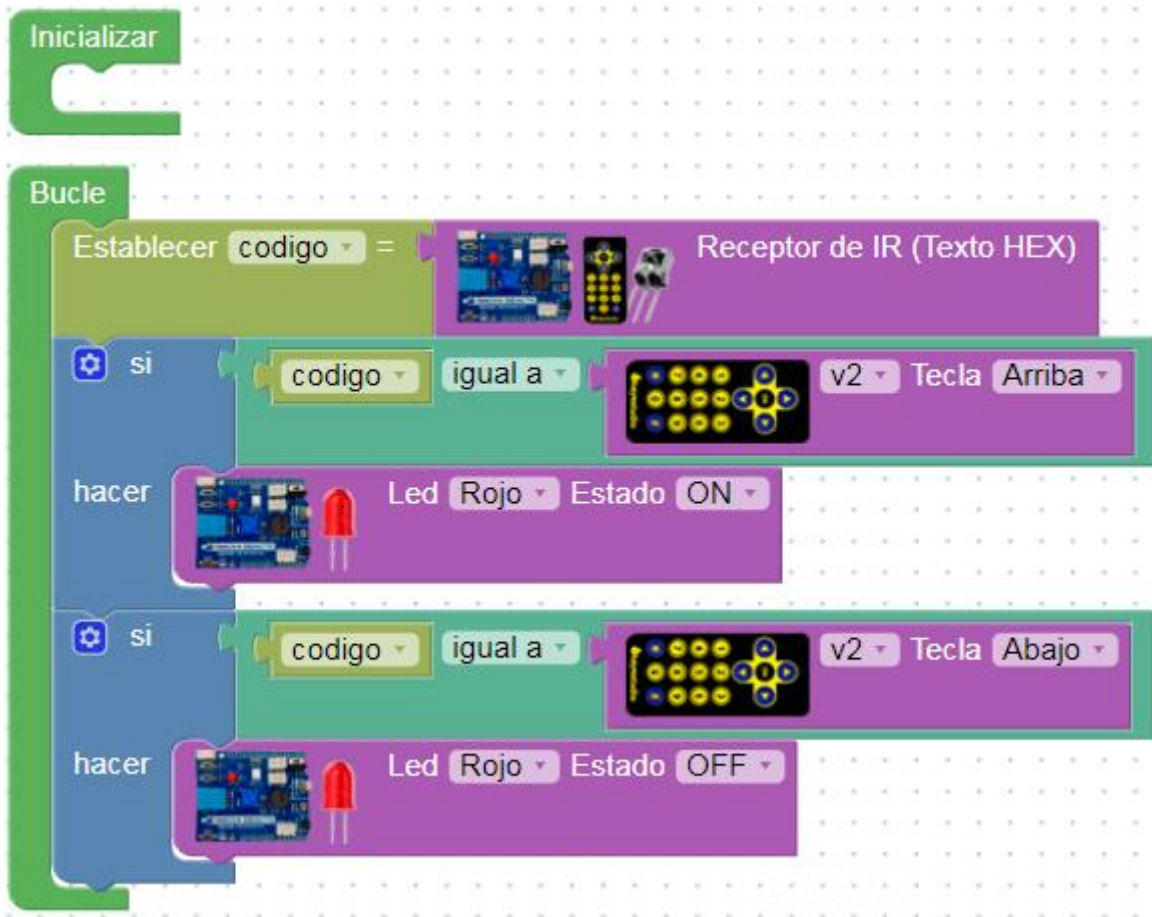 Inicializar
Bucle
Establecer codigo = Receptor de IR (Texto HEX)
si codigo igual a v2 Tecla Arriba
hacer Led Rojo Estado ON
si codigo igual a v2 Tecla Abajo
hacer Led Rojo Estado OFF